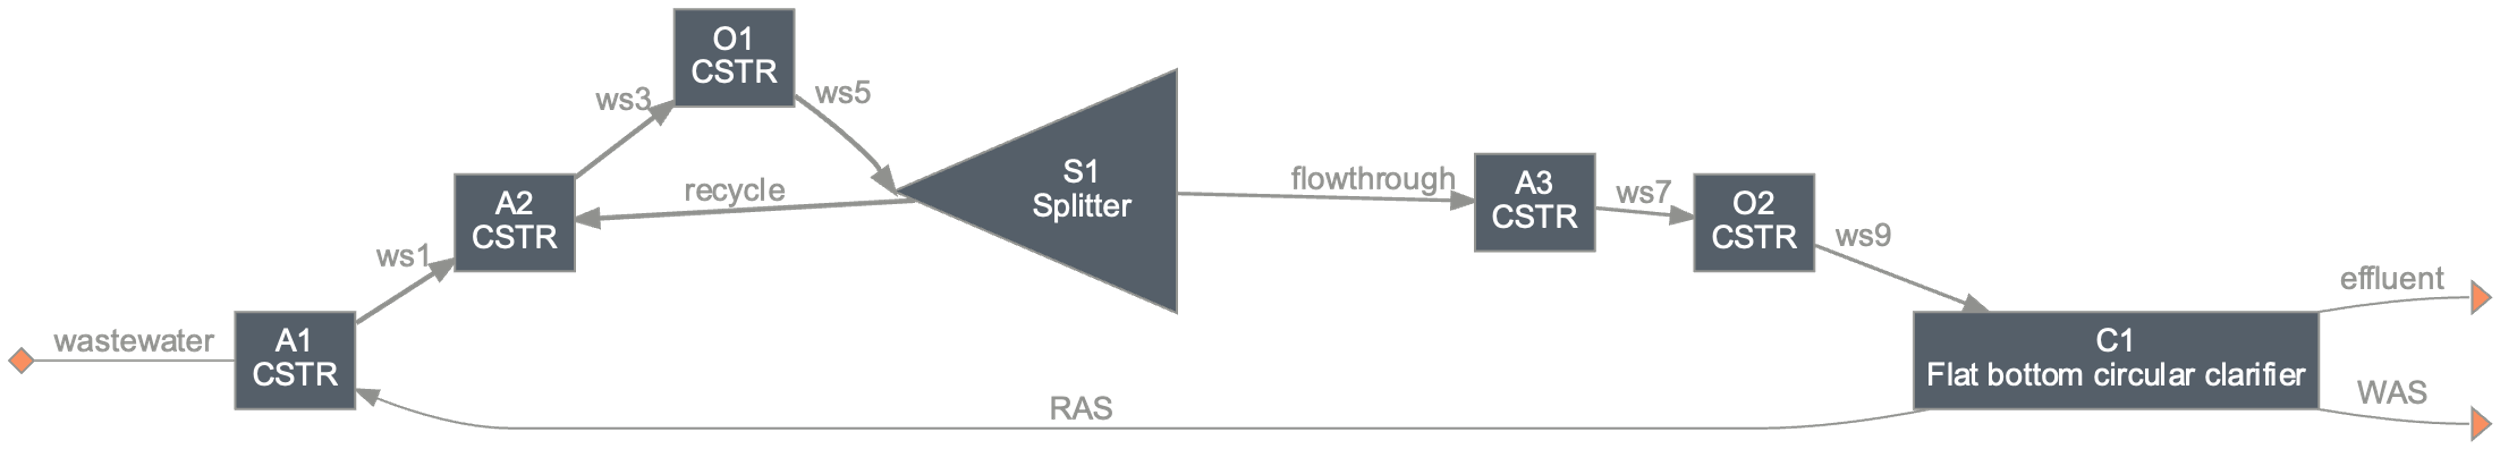 wastewater
A1
CSTR
ws1
A2
CSTR
ws3
O1
CSTR
ws5
recycle
S1
Splitter
flowthrough
A3
CSTR
ws7
O2
CSTR
ws9
C1
Flat bottom circular clarifier
effluent
WAS
RAS